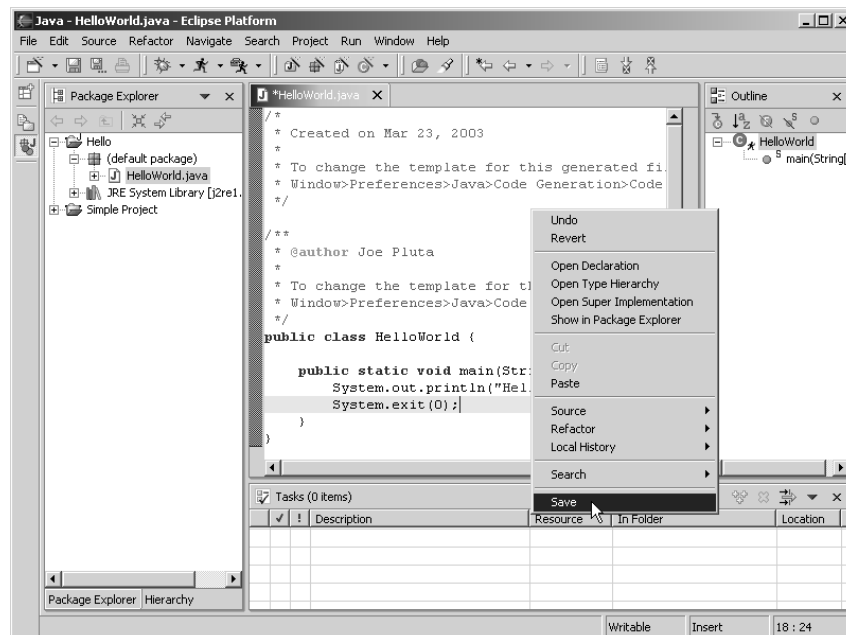 Java - HelloWorld.java - Eclipse Platform
File Edit Source Refactor Navigate Search Project Run Window Help
Package Explorer
Hello
(default package)
HelloWorld.java
JRE System Library [j2re1.
Simple Project
Package Explorer Hierarchy
*HelloWorld.java
/*
* Created on Mar 23, 2003
*
* To change the template for this generated fi
* Window>Preferences>Java>Code Generation>Code
*/
/**
* @author Joe Pluta
*
* To change the template for th
* Window>Preferences>Java>Code
*/
public class HelloWorld {
public static void main(Str
System.out.println("Hel
System.exit(0);
}
}
Undo
Revert
Open Declaration
Open Type Hierarchy
Open Super Implementation
Show in Package Explorer
Cut
Copy
Paste
Source
Refactor
Local History
Search
Save
Outline
HelloWorld
main(String[
Tasks (0 items)
! Description Resource In Folder Location
Writable Insert 18 : 24